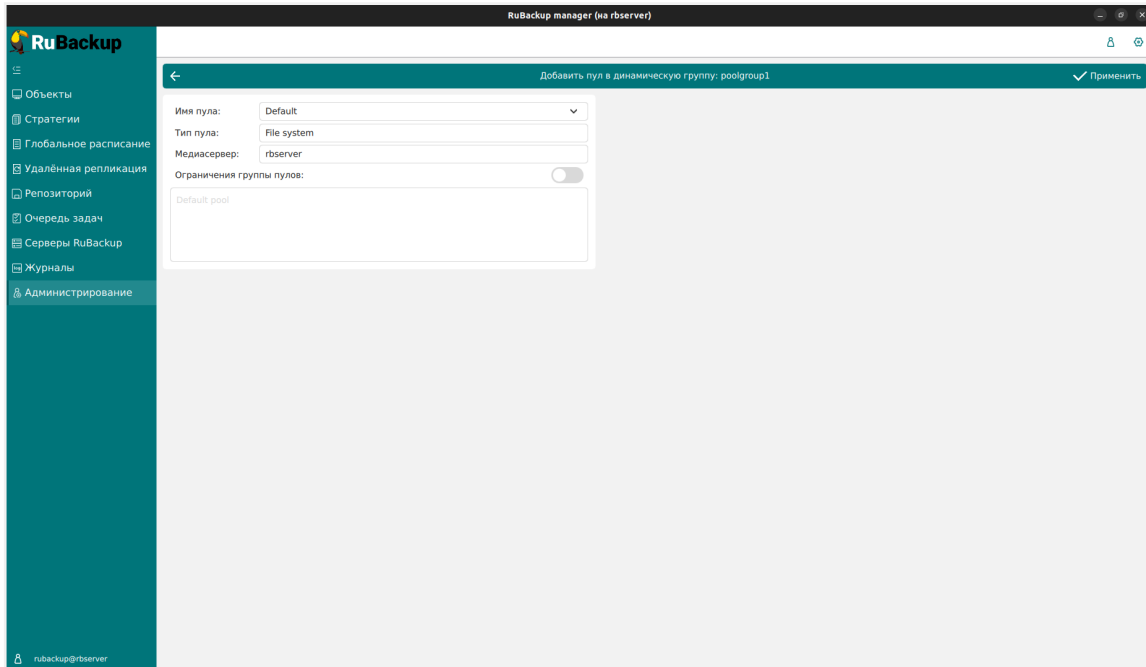 RuBackup manager (на rbserver)
RuBackup
Добавить пул в динамическую группу: poolgroup1
Применить
Объекты
Стратегии
Глобальное расписание
Удалённая репликация
Репозиторий
Очередь задач
Серверы RuBackup
Журналы
Администрирование
Имя пула: Default
Тип пула: File system
Медиасервер: rbserver
Ограничения группы пулов:
Default pool
rubackup@rbserver